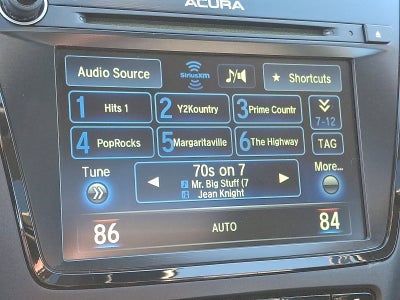 ACURA
Audio Source
SiriusXM
★ Shortcuts
1 Hits 1
2 Y2Kountry
3 Prime Countr
7-12
4 PopRocks
5 Margaritaville
6 The Highway
TAG
Tune
70s on 7
More...
Mr. Big Stuff (7
Jean Knight
86
AUTO
84